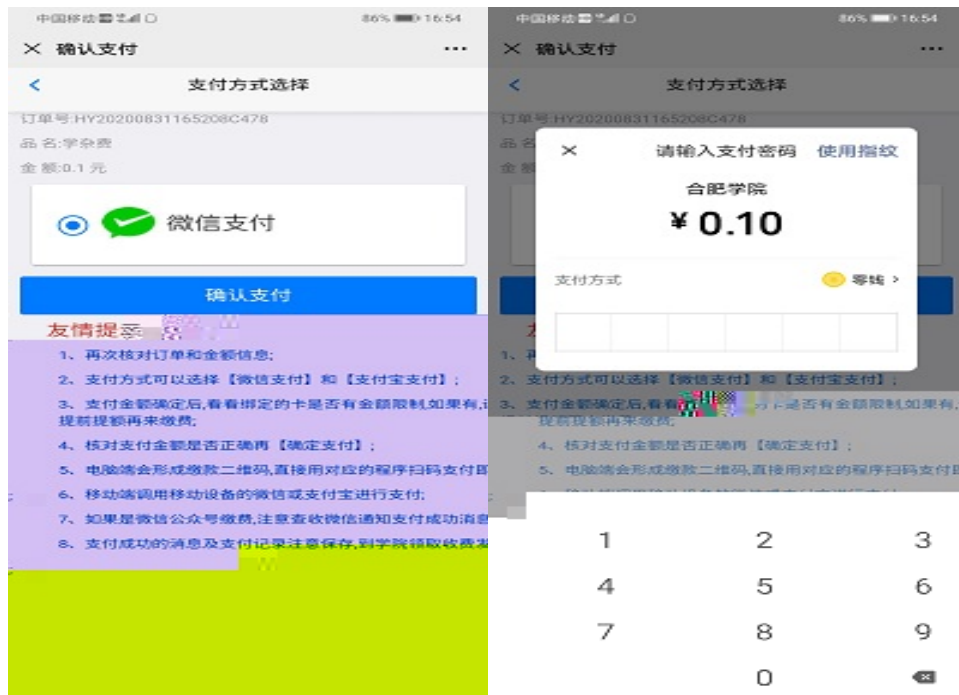 中国移动
86% 16:54
确认支付
支付方式选择
订单号:HY20200831165208C478
品 名:学杂费
金 额:0.1 元
微信支付
确认支付
友情提示
1、再次核对订单和金额信息;
2、支付方式可以选择【微信支付】和【支付宝支付】;
3、支付金额确定后,看看绑定的卡是否有金额限制,如果有,
提前提额再来缴费;
4、核对支付金额是否正确再【确定支付】;
5、电脑端会形成缴款二维码,直接用对应的程序扫码支付即
6、移动端调用移动设备的微信或支付宝进行支付;
7、如果是微信公众号缴费,注意查收微信通知支付成功消息
8、支付成功的消息及支付记录注意保存,到学院领取收费发
中国移动
86% 16:54
确认支付
支付方式选择
订单号:HY20200831165208C478
品 名
金 额
请输入支付密码 使用指纹
合肥学院
¥ 0.10
支付方式 零钱
1、再
2、支付方式可以选择【微信支付】和【支付宝支付】;
3、支付金额确定后,看看 卡是否有金额限制,如果有,
提前提额再来缴费;
4、核对支付金额是否正确再【确定支付】;
5、电脑端会形成缴款二维码,直接用对应的程序扫码支付即
1 2 3
4 5 6
7 8 9
0